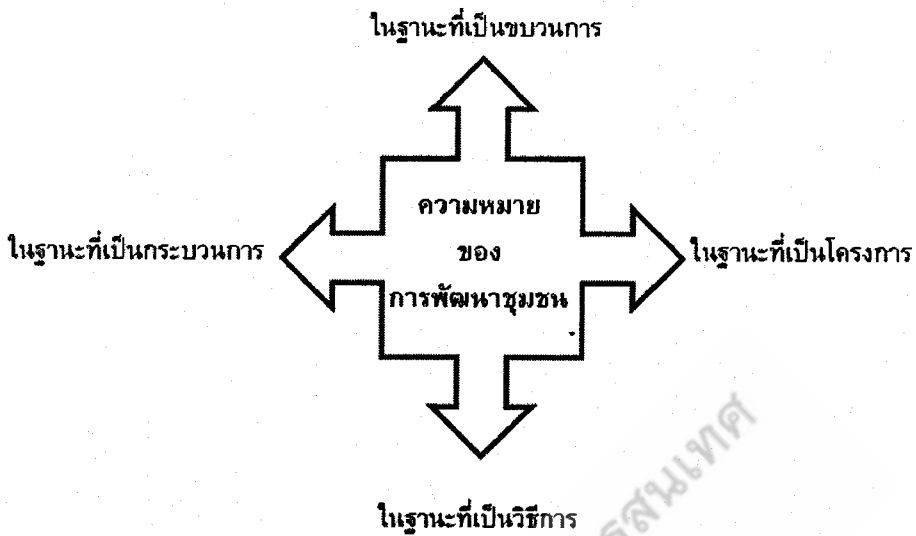 ในฐานะที่เป็นขบวนการ
ความหมาย
ในฐานะที่เป็นกระบวนการ
ของ
ในฐานะที่เป็นโครงการ
การพัฒนาชุมชน
ในฐานะที่เป็นวิธีการ